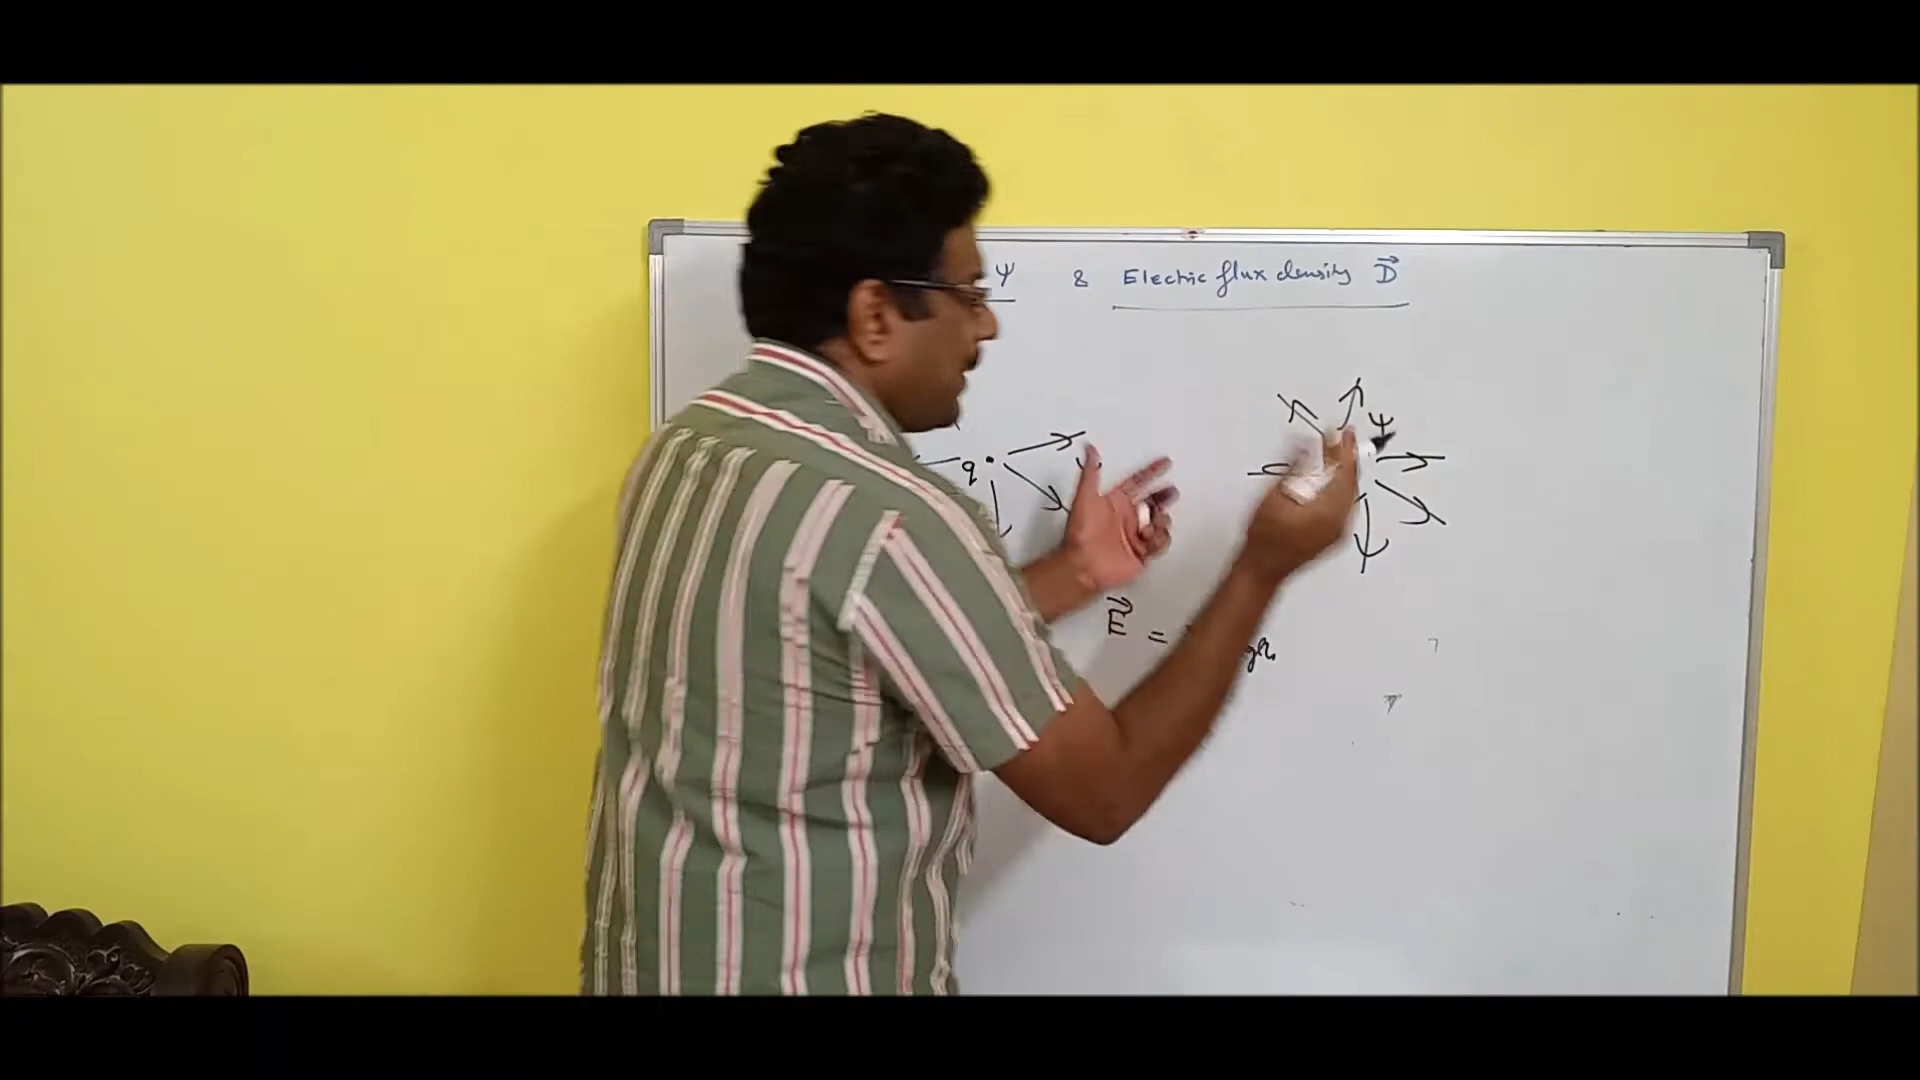 ψ & Electric flux density D⃗
ψ
q
E⃗ =